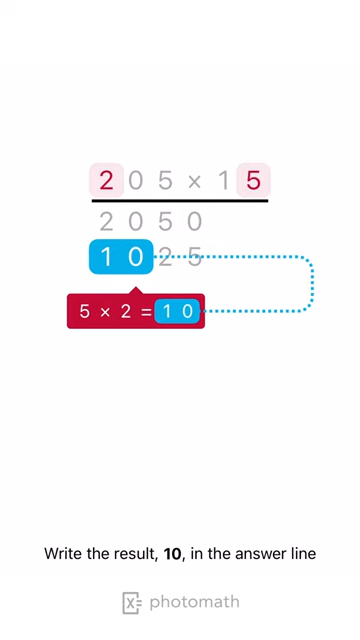 2 0 5 × 1 5
2 0 5 0
1 0 2 5
5 × 2 = 1 0
Write the result, 10, in the answer line
photomath